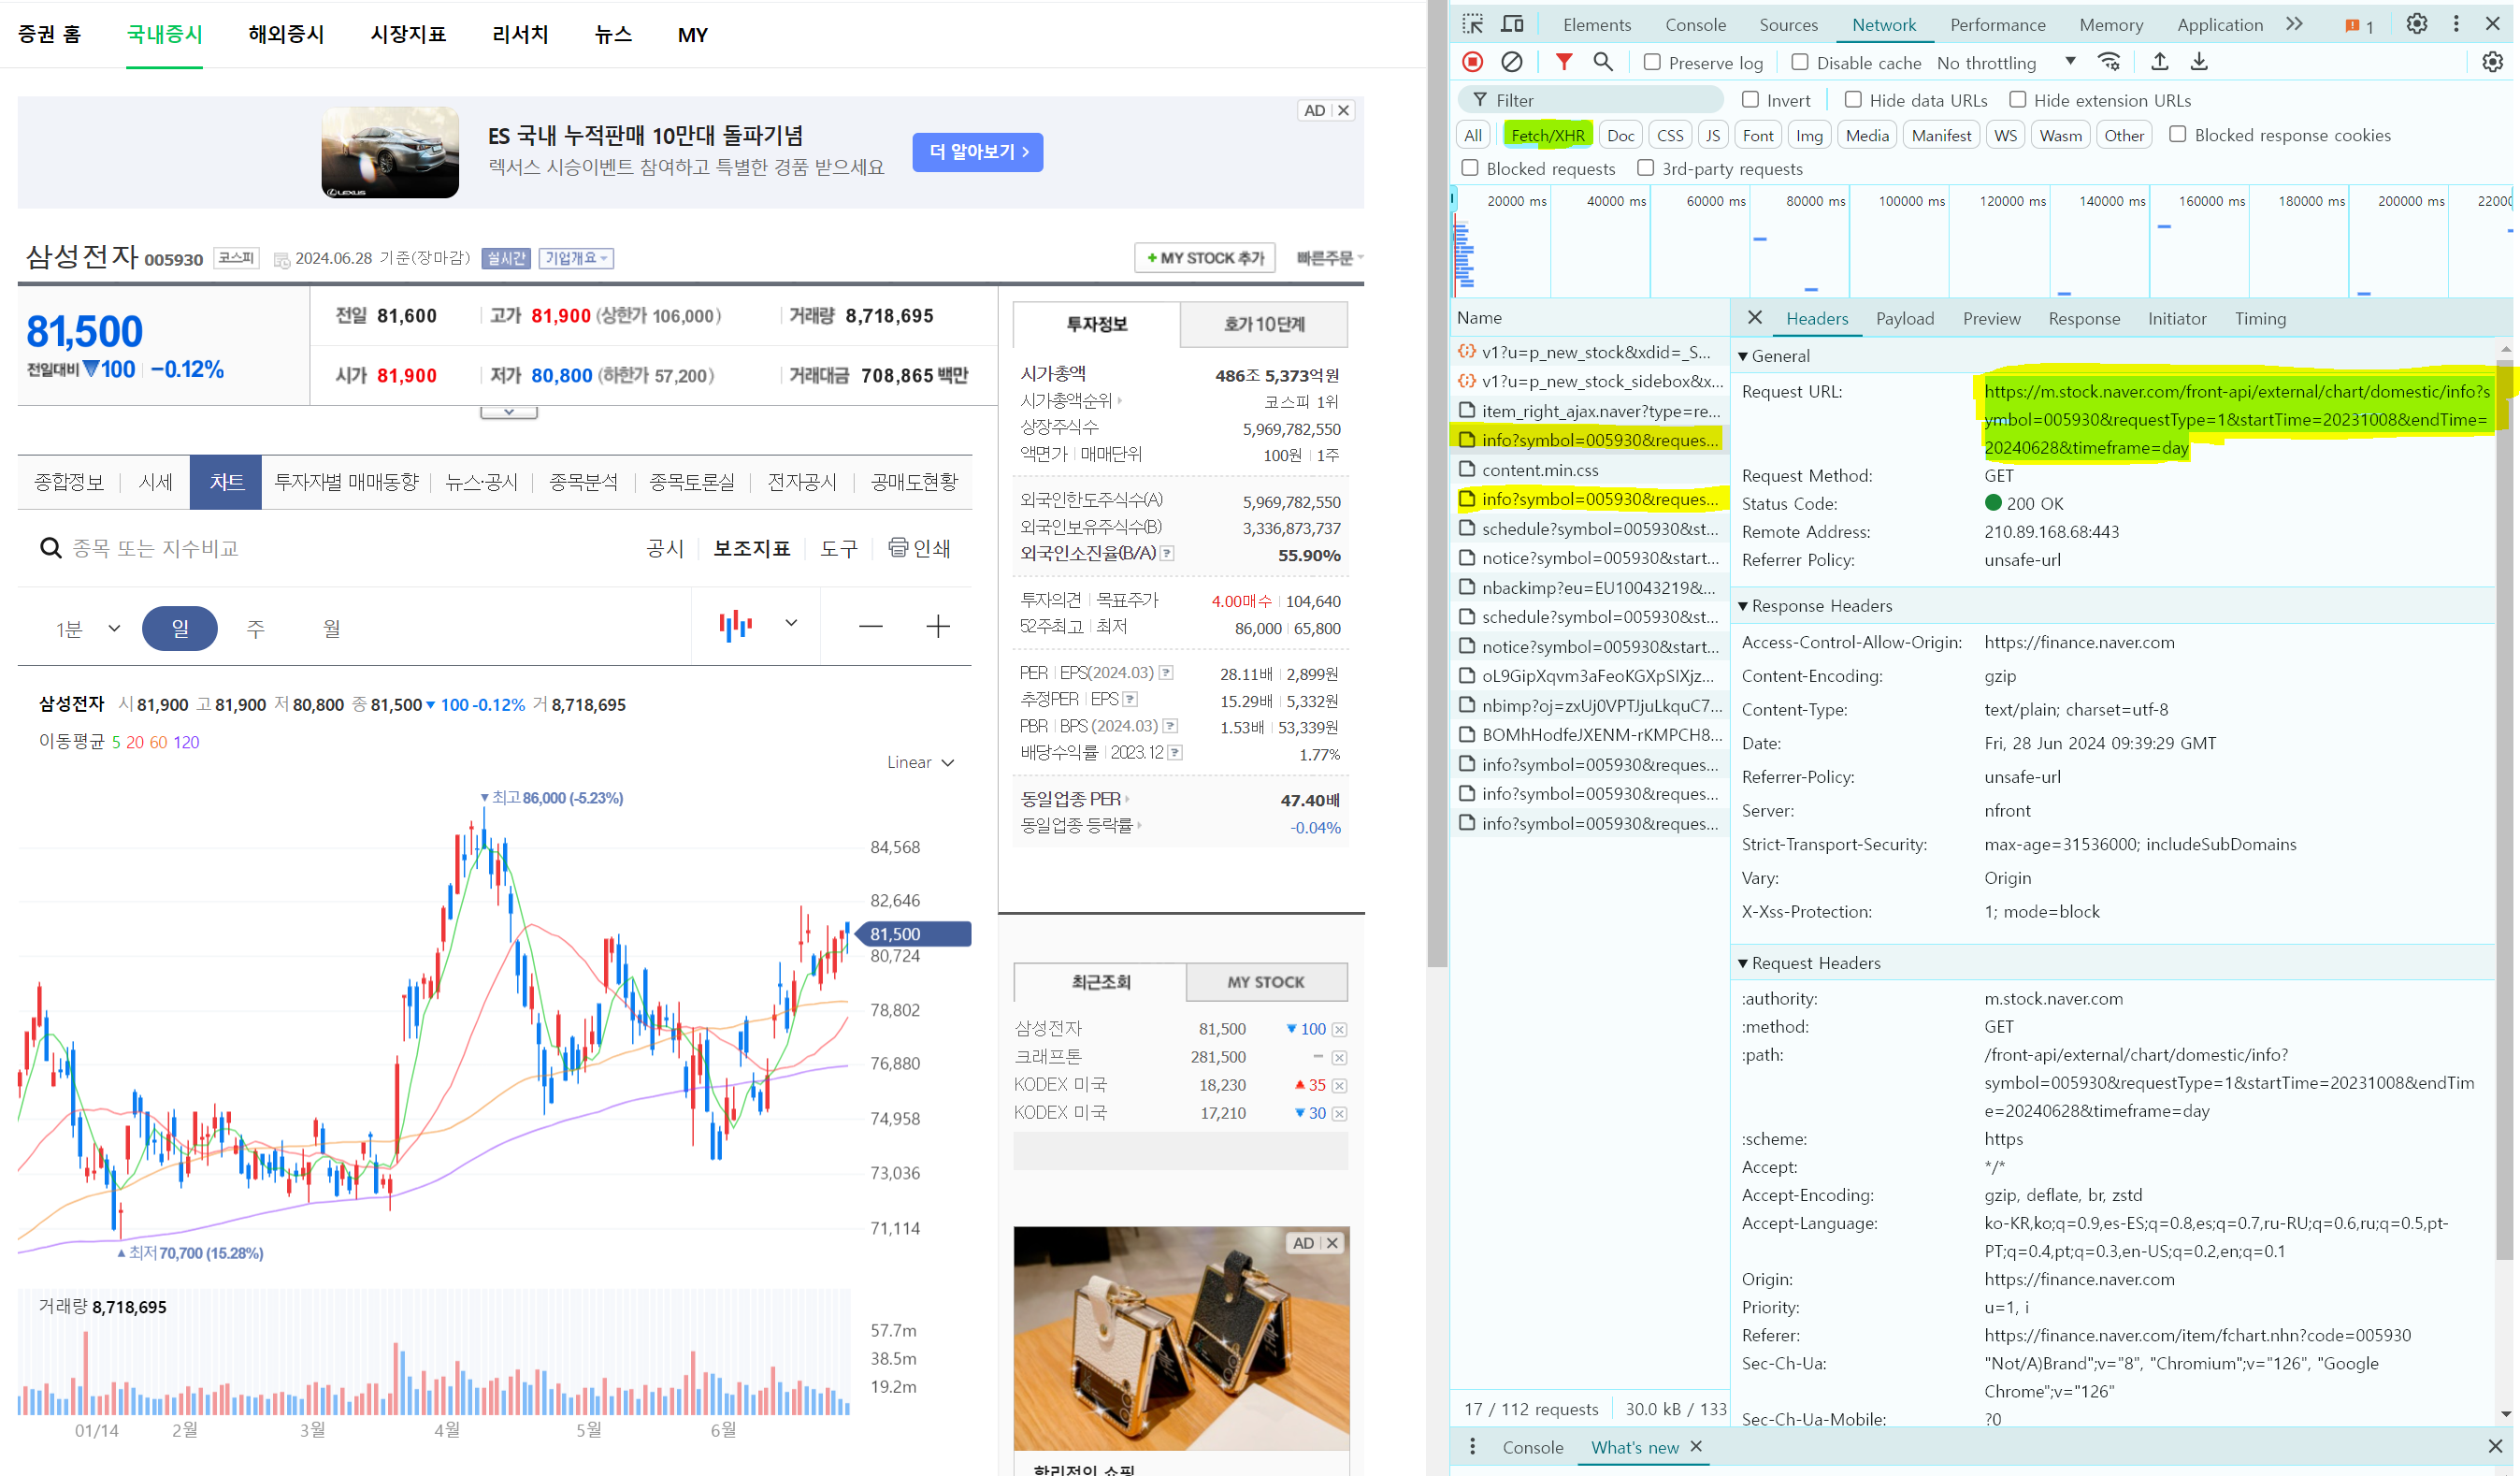 증권 홈 국내증시 해외증시 시장지표 리서치 뉴스 MY
AD
ES 국내 누적판매 10만대 돌파기념
렉서스 시승이벤트 참여하고 특별한 경품 받으세요
더 알아보기 >
LEXUS
삼성전자 005930 코스피 2024.06.28 기준(장마감) 실시간 기업개요
+ MY STOCK 추가 빠른주문
81,500
전일대비 ▼100 -0.12%
전일 81,600 고가 81,900 (상한가 106,000) 거래량 8,718,695
시가 81,900 저가 80,800 (하한가 57,200) 거래대금 708,865 백만
종합정보 시세 차트 투자자별 매매동향 뉴스·공시 종목분석 종목토론실 전자공시 공매도현황
종목 또는 지수비교 공시 보조지표 도구 인쇄
1분 일 주 월
삼성전자 시 81,900 고 81,900 저 80,800 종 81,500 ▼ 100 -0.12% 거 8,718,695
이동평균 5 20 60 120
Linear
▼최고 86,000 (-5.23%)
84,568
82,646
81,500
80,724
78,802
76,880
74,958
73,036
71,114
▲최저 70,700 (15.28%)
거래량 8,718,695
57.7m
38.5m
19.2m
01/14 2월 3월 4월 5월 6월
투자정보 호가 10단계
시가총액 486조 5,373억원
시가총액순위 코스피 1위
상장주식수 5,969,782,550
액면가 | 매매단위 100원 | 1주
외국인한도주식수(A) 5,969,782,550
외국인보유주식수(B) 3,336,873,737
외국인소진율(B/A) ? 55.90%
투자의견 | 목표주가 4.00매수 | 104,640
52주최고 | 최저 86,000 | 65,800
PER | EPS(2024.03) ? 28.11배 | 2,899원
추정PER | EPS ? 15.29배 | 5,332원
PBR | BPS (2024.03) ? 1.53배 | 53,339원
배당수익률 | 2023.12 ? 1.77%
동일업종 PER 47.40배
동일업종 등락률 -0.04%
최근조회 MY STOCK
삼성전자 81,500 ▼ 100
크래프톤 281,500 -
KODEX 미국 18,230 ▲ 35
KODEX 미국 17,210 ▼ 30
AD
합리적인 쇼핑
Elements Console Sources Network Performance Memory Application 1
Preserve log Disable cache No throttling
Filter Invert Hide data URLs Hide extension URLs
All Fetch/XHR Doc CSS JS Font Img Media Manifest WS Wasm Other Blocked response cookies
Blocked requests 3rd-party requests
20000 ms 40000 ms 60000 ms 80000 ms 100000 ms 120000 ms 140000 ms 160000 ms 180000 ms 200000 ms
Name
v1?u=p_new_stock&xdid=_S...
v1?u=p_new_stock_sidebox&x...
item_right_ajax.naver?type=re...
info?symbol=005930&reques...
content.min.css
info?symbol=005930&reques...
schedule?symbol=005930&st...
notice?symbol=005930&start...
nbackimp?eu=EU10043219&...
schedule?symbol=005930&st...
notice?symbol=005930&start...
oL9GipXqvm3aFeoKGXpSIXjz...
nbimp?oj=zxUj0VPTJjuLkquC7...
BOMhHodfeJXENM-rKMPCH8...
info?symbol=005930&reques...
info?symbol=005930&reques...
info?symbol=005930&reques...
17 / 112 requests 30.0 kB / 133
Headers Payload Preview Response Initiator Timing
▼General
Request URL: https://m.stock.naver.com/front-api/external/chart/domestic/info?s
ymbol=005930&requestType=1&startTime=20231008&endTime=
20240628&timeframe=day
Request Method: GET
Status Code: 200 OK
Remote Address: 210.89.168.68:443
Referrer Policy: unsafe-url
▼Response Headers
Access-Control-Allow-Origin: https://finance.naver.com
Content-Encoding: gzip
Content-Type: text/plain; charset=utf-8
Date: Fri, 28 Jun 2024 09:39:29 GMT
Referrer-Policy: unsafe-url
Server: nfront
Strict-Transport-Security: max-age=31536000; includeSubDomains
Vary: Origin
X-Xss-Protection: 1; mode=block
▼Request Headers
:authority: m.stock.naver.com
:method: GET
:path: /front-api/external/chart/domestic/info?
symbol=005930&requestType=1&startTime=20231008&endTim
e=20240628&timeframe=day
:scheme: https
Accept: */*
Accept-Encoding: gzip, deflate, br, zstd
Accept-Language: ko-KR,ko;q=0.9,es-ES;q=0.8,es;q=0.7,ru-RU;q=0.6,ru;q=0.5,pt-
PT;q=0.4,pt;q=0.3,en-US;q=0.2,en;q=0.1
Origin: https://finance.naver.com
Priority: u=1, i
Referer: https://finance.naver.com/item/fchart.nhn?code=005930
Sec-Ch-Ua: "Not/A)Brand";v="8", "Chromium";v="126", "Google
Chrome";v="126"
Sec-Ch-Ua-Mobile: ?0
Console What's new